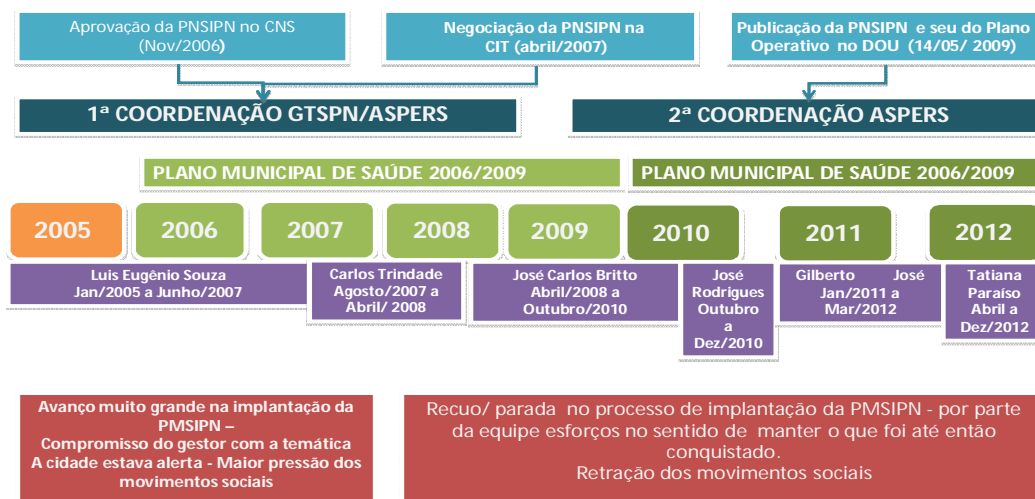 Aprovação da PNSIPN no CNS
(Nov/2006)
Negociação da PNSIPN na
CIT (abril/2007)
Publicação da PNSIPN e seu do Plano
Operativo no DOU (14/05/ 2009)
1ª COORDENAÇÃO GTSPN/ASPERS
2ª COORDENAÇÃO ASPERS
PLANO MUNICIPAL DE SAÚDE 2006/2009
PLANO MUNICIPAL DE SAÚDE 2006/2009
2005
2006
2007
2008
2009
2010
2011
2012
Luis Eugênio Souza
Jan/2005 a Junho/2007
Carlos Trindade
Agosto/2007 a
Abril/ 2008
José Carlos Britto
Abril/2008 a
Outubro/2010
José
Rodrigues
Outubro
a
Dez/2010
Gilberto José
Jan/2011 a
Mar/2012
Tatiana
Paraíso
Abril a
Dez/2012
Avanço muito grande na implantação da
PMSIPN –
Compromisso do gestor com a temática
A cidade estava alerta - Maior pressão dos
movimentos sociais
Recuo/ parada no processo de implantação da PMSIPN - por parte
da equipe esforços no sentido de manter o que foi até então
conquistado.
Retração dos movimentos sociais